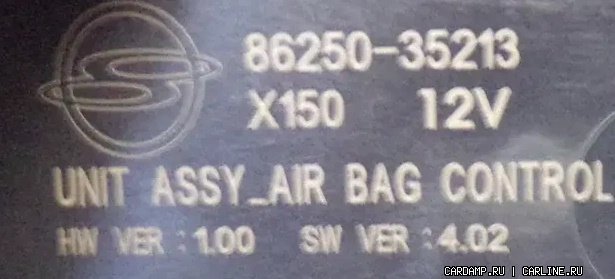 86250-35213
X150 12V
UNIT ASSY_AIR BAG CONTROL
HW VER : 1.00 SW VER : 4.02
CARDAMP.RU | CARLINE.RU